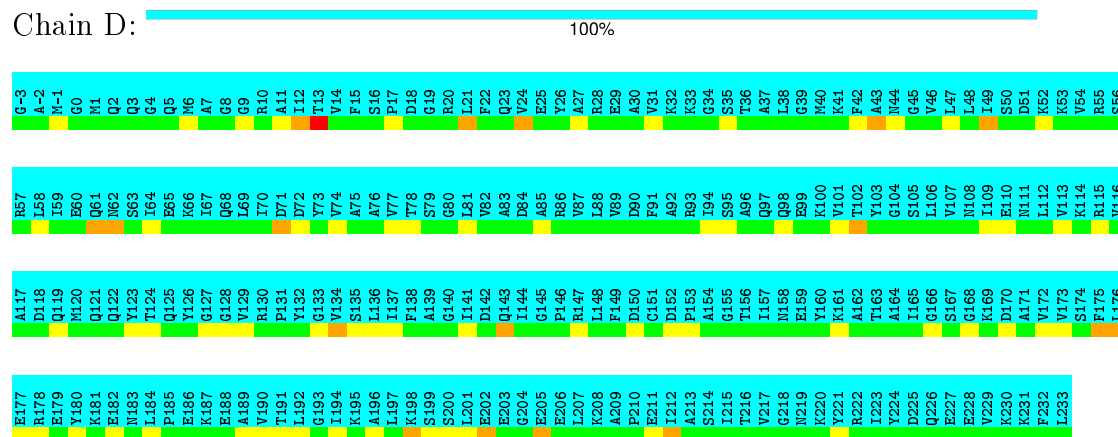 Chain D:
100%
G-3 A-2 M-1 G0 M1 Q2 Q3 G4 Q5 M6 A7 G8 G9 R10 A11 I12 T13 V14 F15 S16 P17 D18 G19 R20 L21 F22 Q23 V24 E25 Y26 A27 R28 E29 A30 V31 K32 K33 G34 S35 T36 A37 L38 G39 M40 K41 F42 A43 N44 G45 V46 L47 L48 I49 S50 D51 K52 K53 V54 R55 S56
R57 L58 I59 E60 Q61 N62 S63 I64 E65 K66 I67 Q68 L69 I70 D71 D72 Y73 V74 A75 A76 V77 T78 S79 G80 L81 V82 A83 D84 A85 R86 V87 L88 V89 D90 F91 A92 R93 I94 S95 A96 Q97 Q98 E99 K100 V101 T102 Y103 G104 S105 L106 V107 N108 I109 E110 N111 L112 V113 K114 R115
A117 D118 Q119 M120 Q121 Q122 Y123 T124 Q125 Y126 G127 G128 V129 R130 P131 Y132 G133 V134 S135 L136 I137 F138 A139 G140 I141 D142 Q143 I144 G145 P146 R147 L148 F149 D150 C151 D152 P153 A154 G155 T156 I157 N158 E159 Y160 K161 A162 T163 A164 I165 G166 S167 G168 K169 D170 A171 V172 V173 S174 F175 L176
E177 R178 E179 Y180 K181 E182 N183 L184 P185 E186 K187 E188 A189 V190 T191 L192 G193 I194 K195 A196 L197 K198 S199 S200 L201 E202 E203 G204 E205 E206 L207 K208 A209 P210 E211 I212 A213 S214 I215 T216 V217 G218 N219 K220 Y221 R222 I223 Y224 D225 Q226 E227 E228 V229 K230 K231 F232 L233